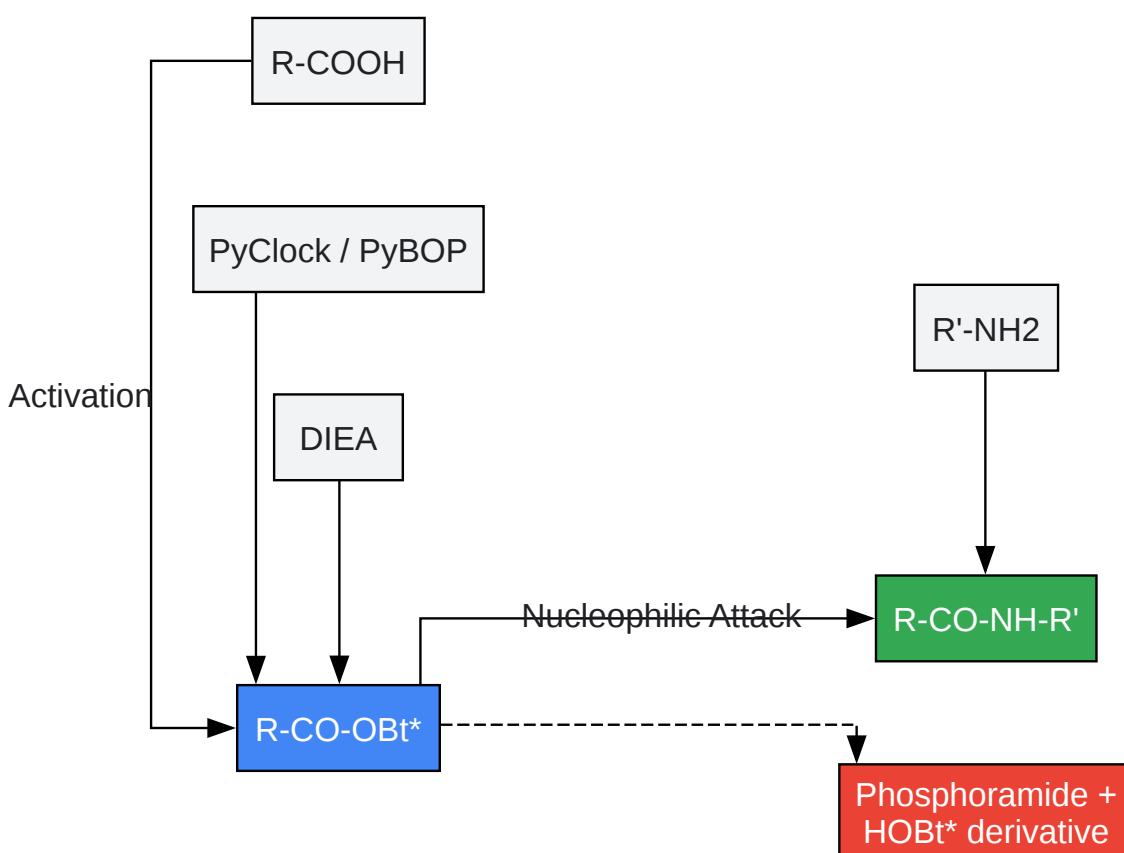 R-COOH
PyClock / PyBOP
R'-NH2
Activation
DIEA
Nucleophilic Attack
R-CO-NH-R'
R-CO-OBt*
Phosphoramide +
HOBt* derivative